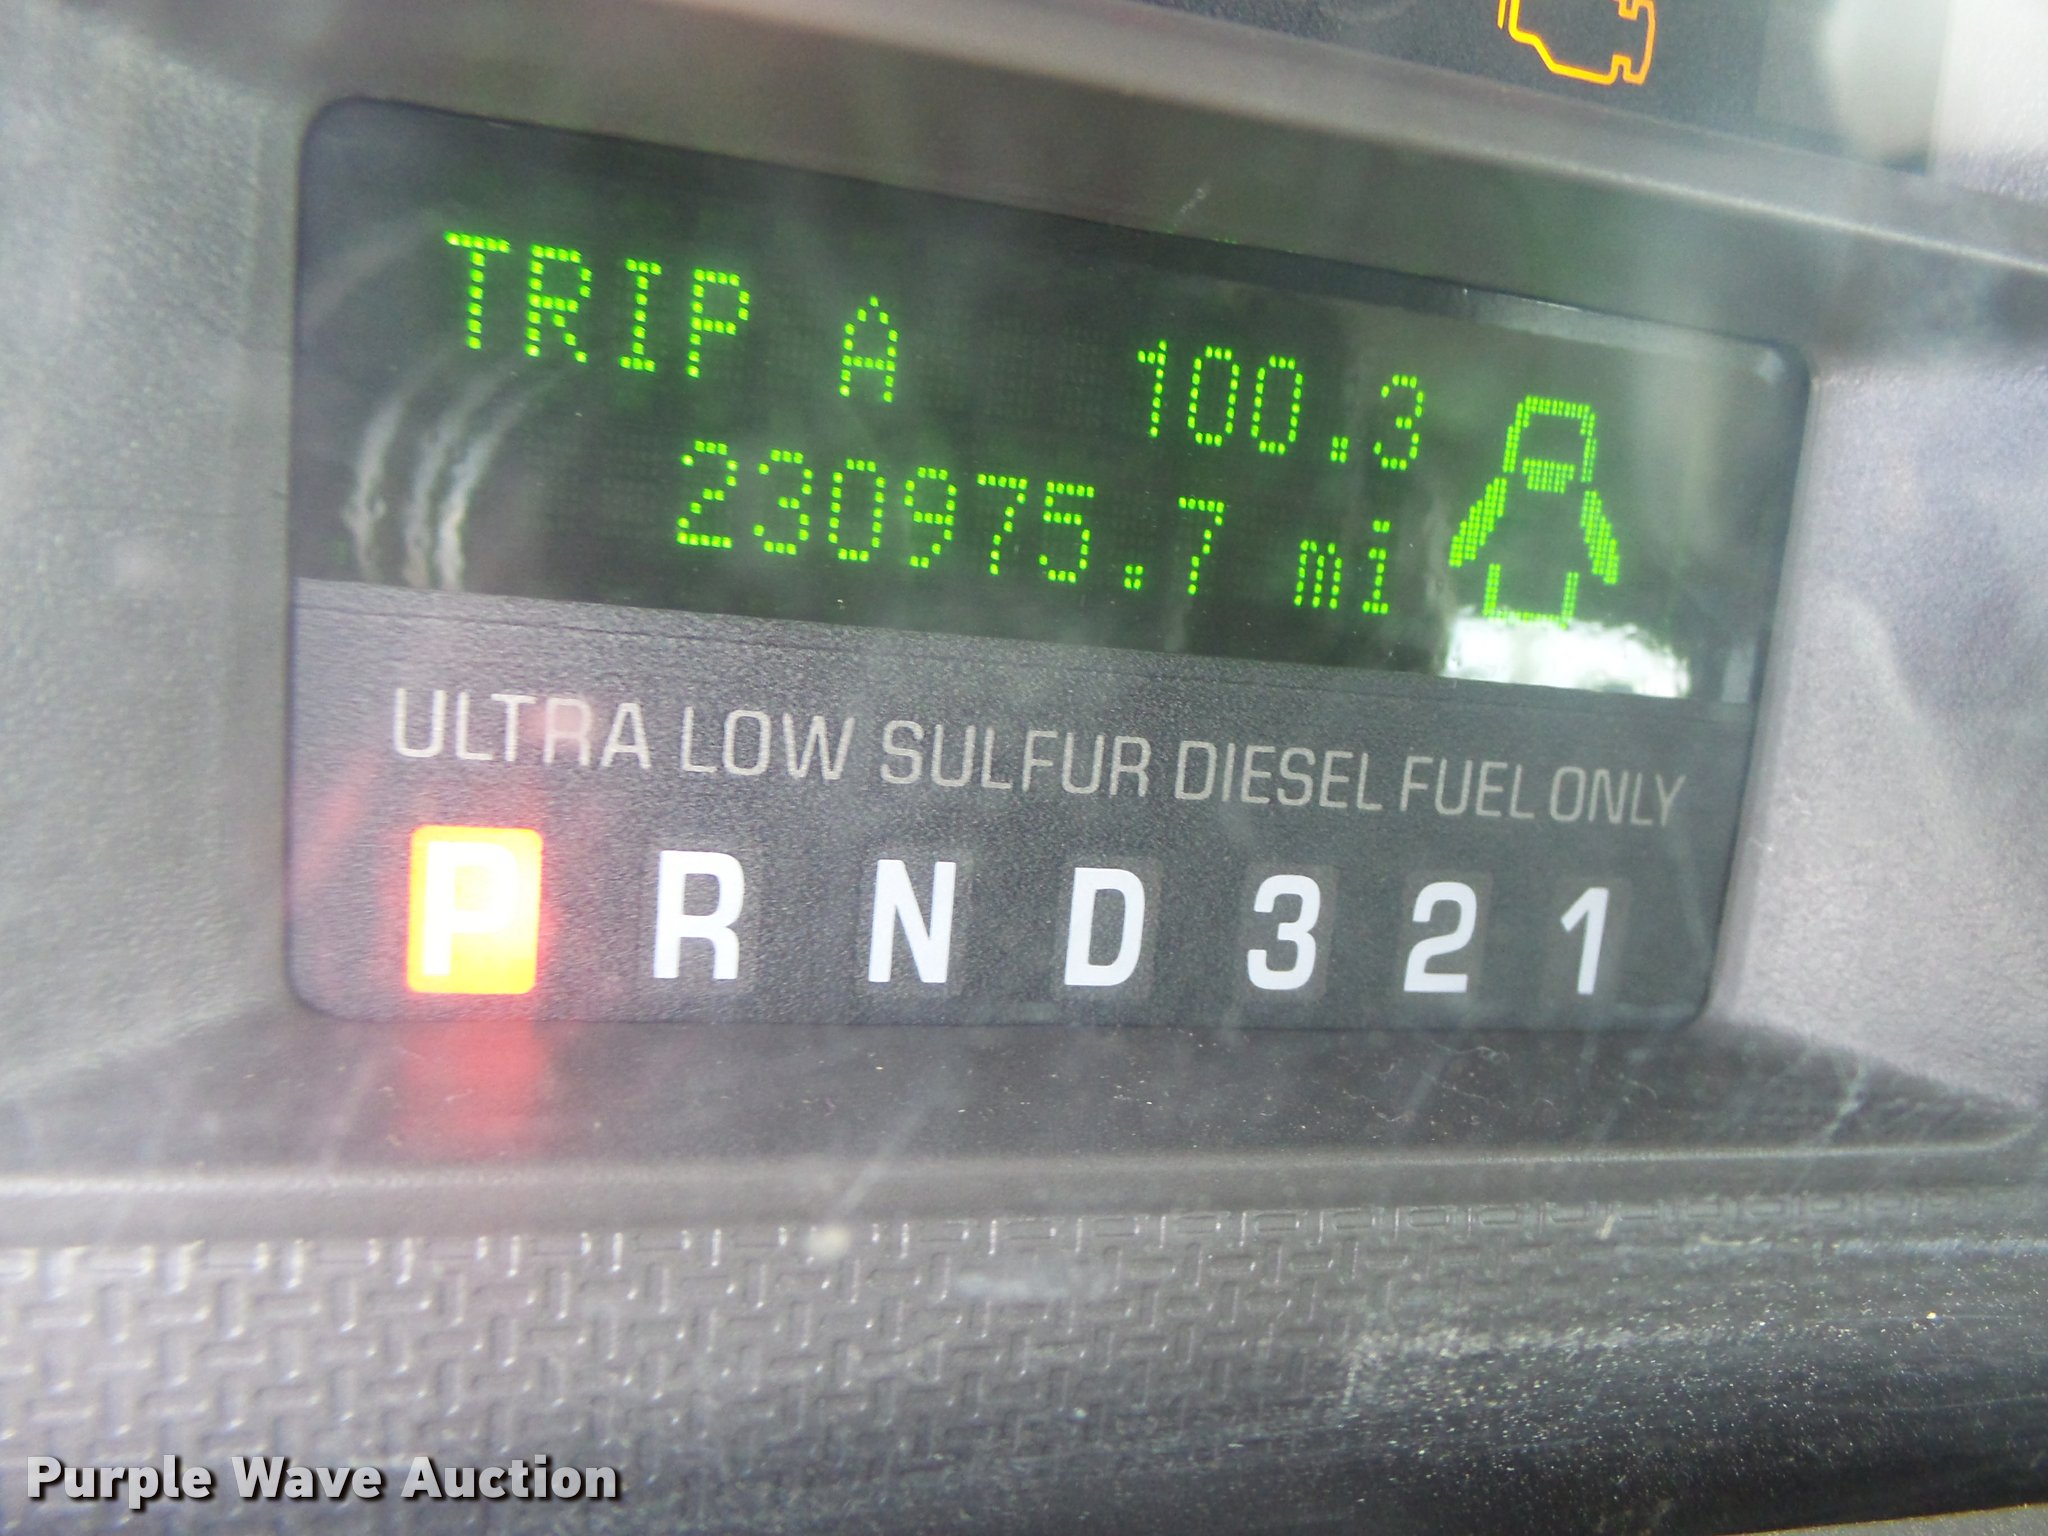 TRIP A 100.3
230975.7 mi
ULTRA LOW SULFUR DIESEL FUEL ONLY
P R N D 3 2 1
Purple Wave Auction